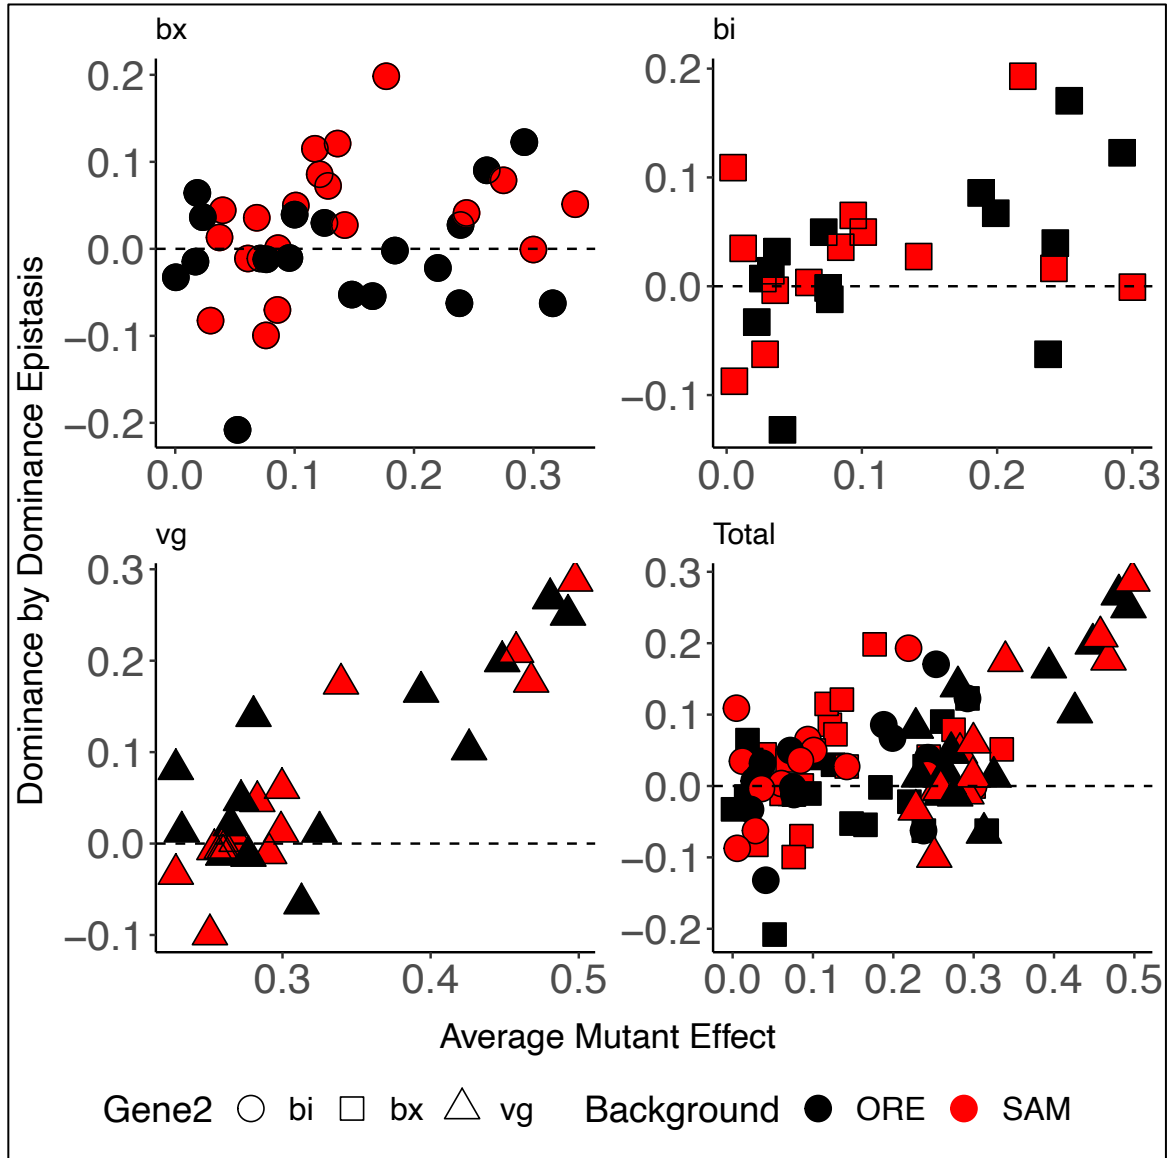 bx
bi
0.2
0.1
0.0
−0.1
−0.2
0.0 0.1 0.2 0.3
0.2
0.1
0.0
−0.1
0.0 0.1 0.2 0.3
vg
Total
0.3
0.2
0.1
0.0
−0.1
0.3 0.4 0.5
0.3
0.2
0.1
0.0
−0.1
−0.2
0.0 0.1 0.2 0.3 0.4 0.5
Dominance by Dominance Epistasis
Average Mutant Effect
Gene2 bi bx vg Background ORE SAM